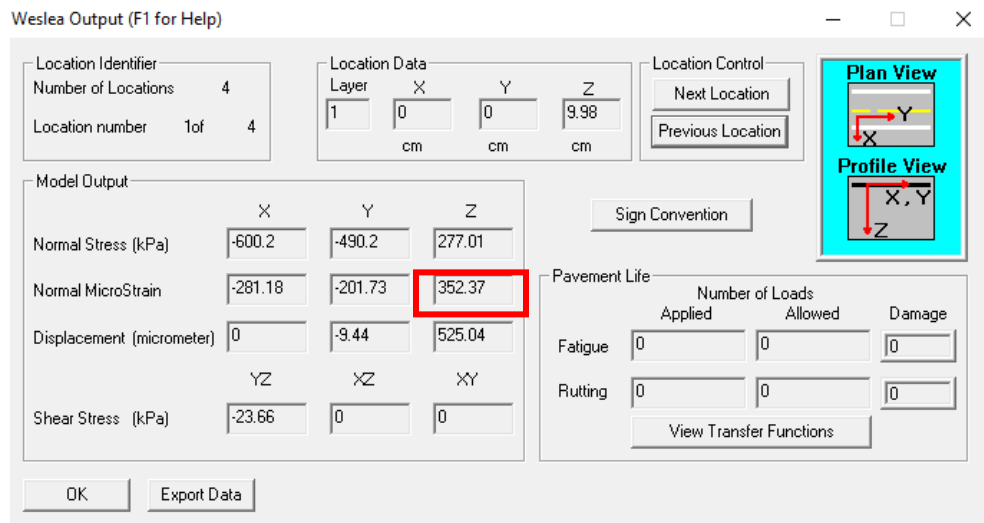 Weslea Output (F1 for Help)
Location Identifier
Number of Locations 4
Location number 1of 4
Location Data
Layer X Y Z
1 0 0 9.98
cm cm cm
Location Control
Next Location
Previous Location
Plan View
Y
X
Profile View
X, Y
Z
Model Output
X Y Z
Normal Stress (kPa) -600.2 -490.2 277.01
Normal MicroStrain -281.18 -201.73 352.37
Displacement (micrometer) 0 -9.44 525.04
YZ XZ XY
Shear Stress (kPa) -23.66 0 0
Sign Convention
Pavement Life
Number of Loads
Applied Allowed Damage
Fatigue 0 0 0
Rutting 0 0 0
View Transfer Functions
OK Export Data